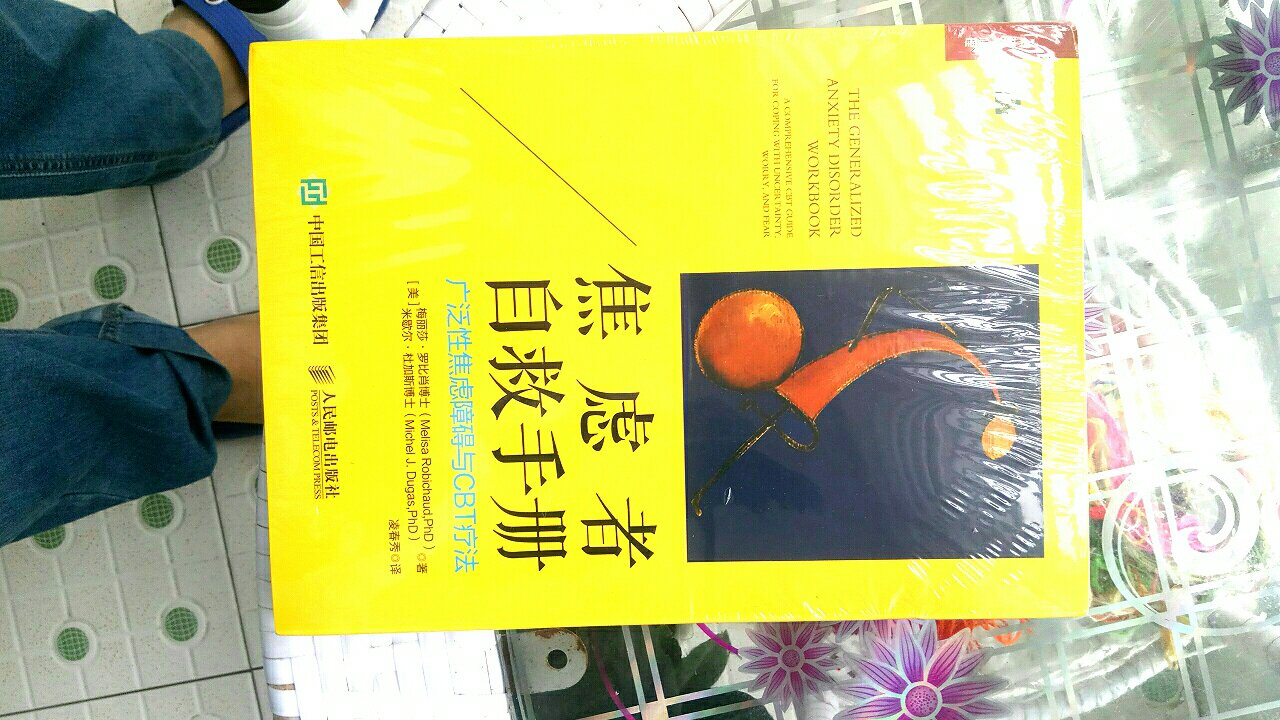 THE GENERALIZED
ANXIETY DISORDER
WORKBOOK
A COMPREHENSIVE CBT GUIDE
FOR COPING WITH UNCERTAINTY,
WORRY, AND FEAR
焦虑者
自救手册
广泛性焦虑障碍与CBT疗法
[美]梅丽莎·罗比肖博士(Melisa Robichaud,PhD)
米歇尔·杜加斯博士(Michel J. Dugas,PhD)
◎著
凌春秀◎译
中国工信出版集团
人民邮电出版社
POSTS & TELECOM PRESS